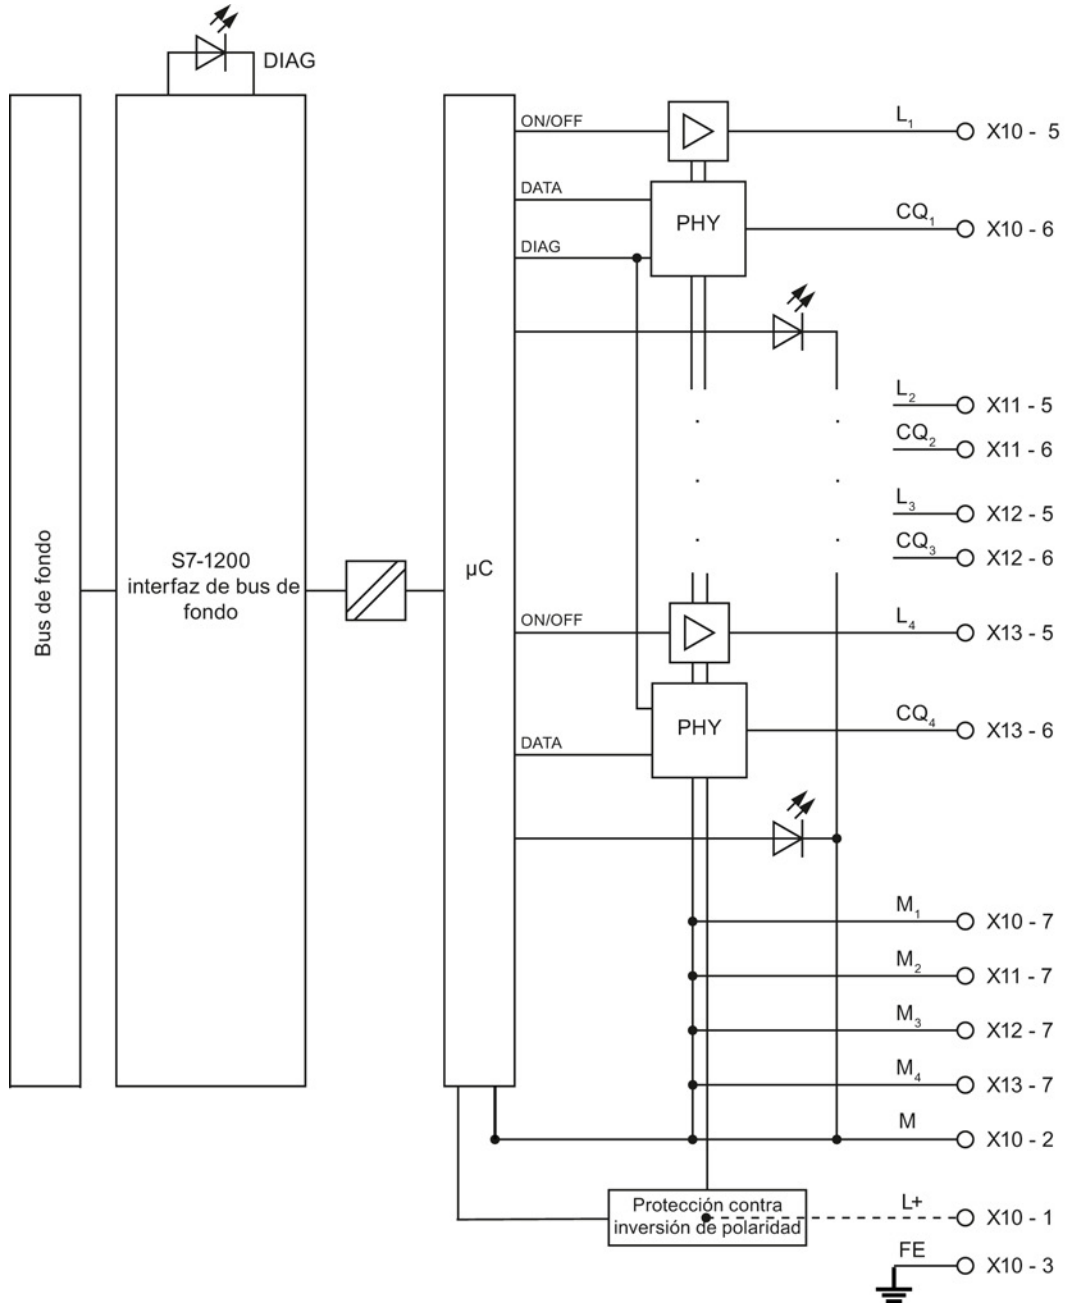 DIAG
ON/OFF
L1
X10 - 5
DATA
CQ1
PHY
X10 - 6
DIAG
L2
X11 - 5
CQ2
X11 - 6
L3
X12 - 5
CQ3
X12 - 6
Bus de fondo
S7-1200
interfaz de bus de
fondo
µC
ON/OFF
L4
X13 - 5
CQ4
PHY
X13 - 6
DATA
M1
X10 - 7
M2
X11 - 7
M3
X12 - 7
M4
X13 - 7
M
X10 - 2
Protección contra
inversión de polaridad
L+
X10 - 1
FE
X10 - 3